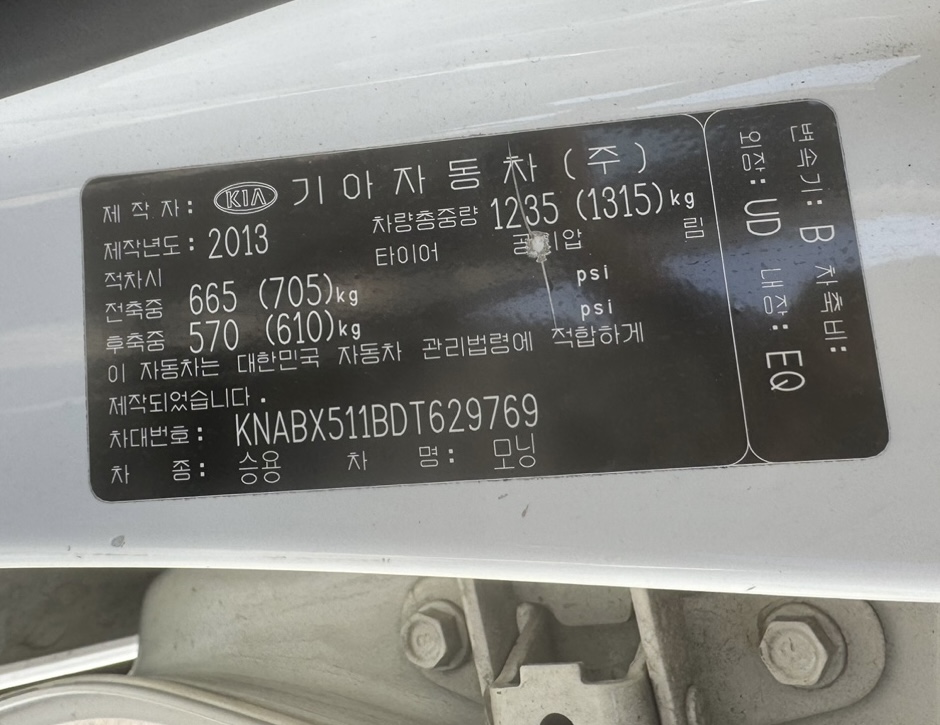 제 작 자: KIA 기 아 자 동 차 ( 주 )
제작년도: 2013 차량총중량 1235 (1315)kg
적차시 타이어 림
전축중 665 (705)kg psi
후축중 570 (610)kg psi
이 자동차는 대한민국 자동차 관리법령에 적합하게
제작되었습니다.
차대번호: KNABX511BDT629769
차 종: 승용 차 명: 모닝
변속기: B 차축비:
외장: UD 내장: EQ